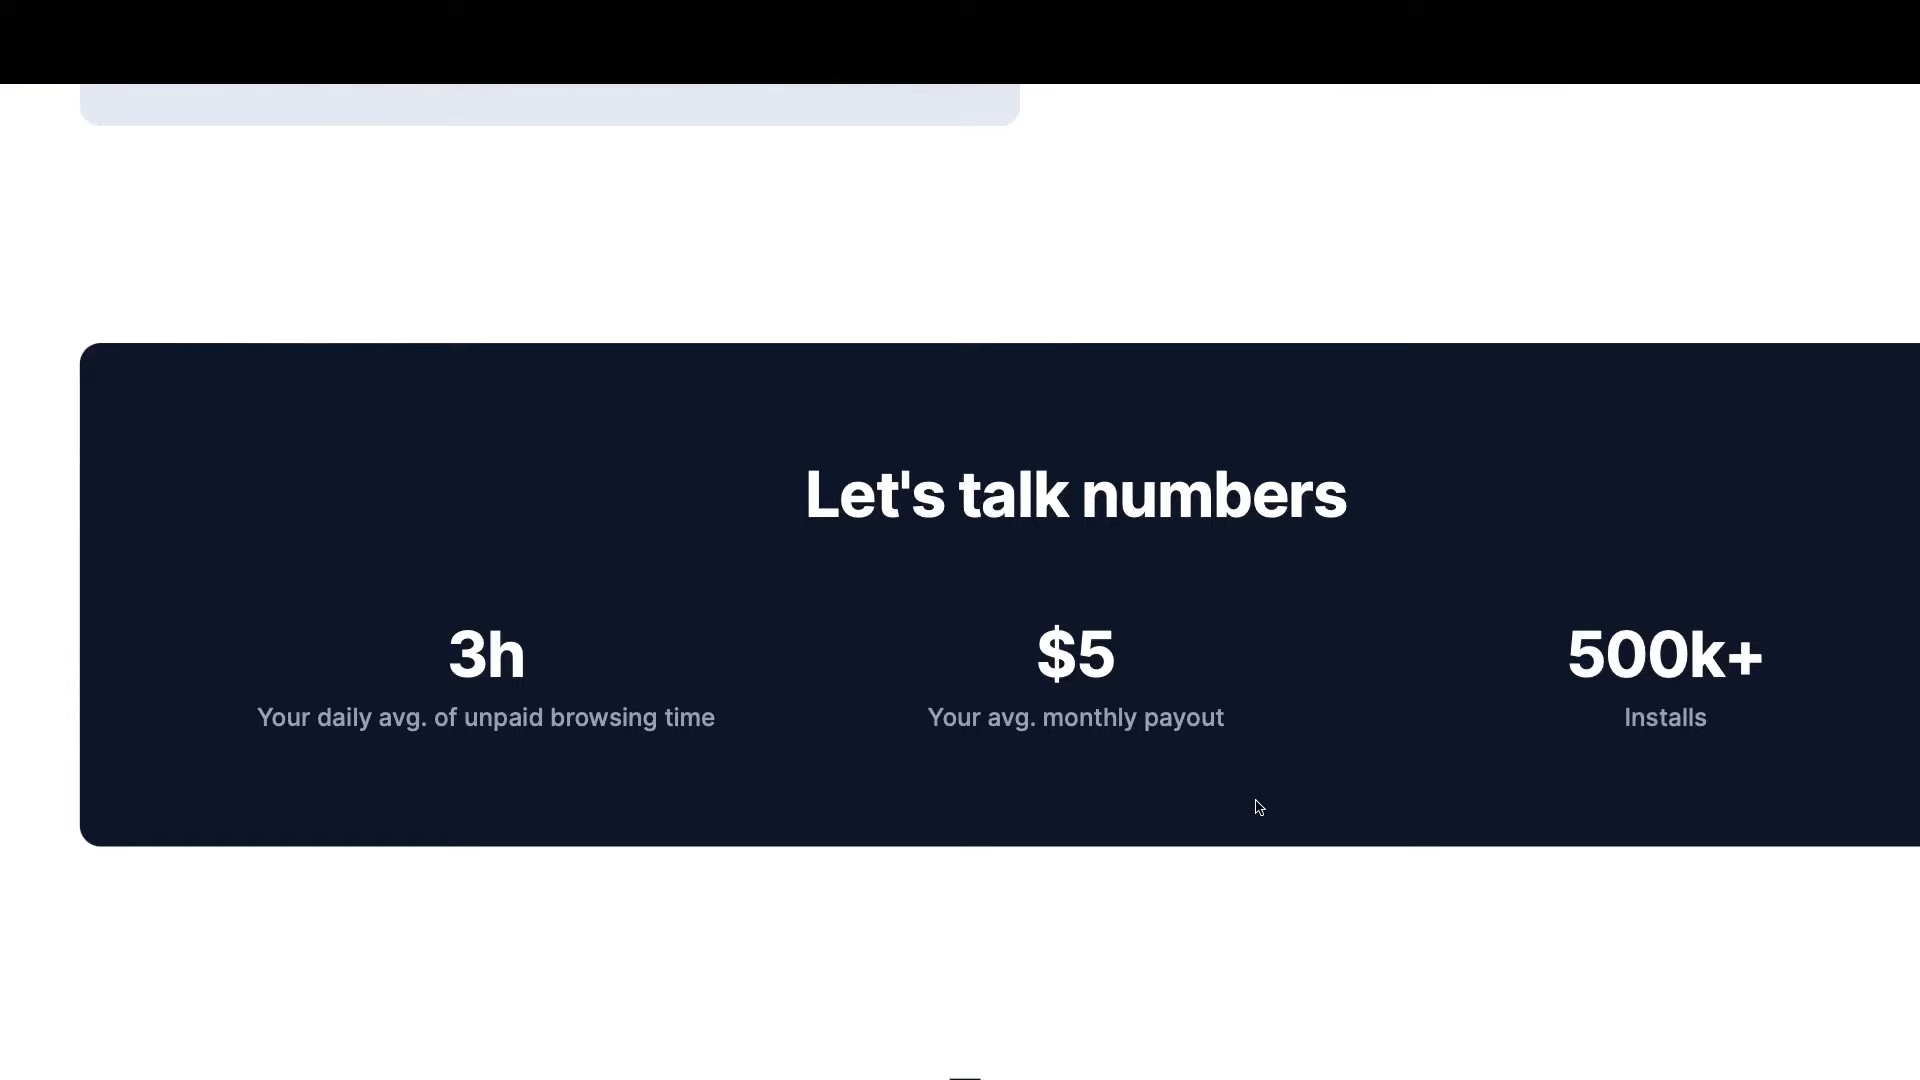 Let's talk numbers
3h
$5
500k+
Your daily avg. of unpaid browsing time
Your avg. monthly payout
Installs